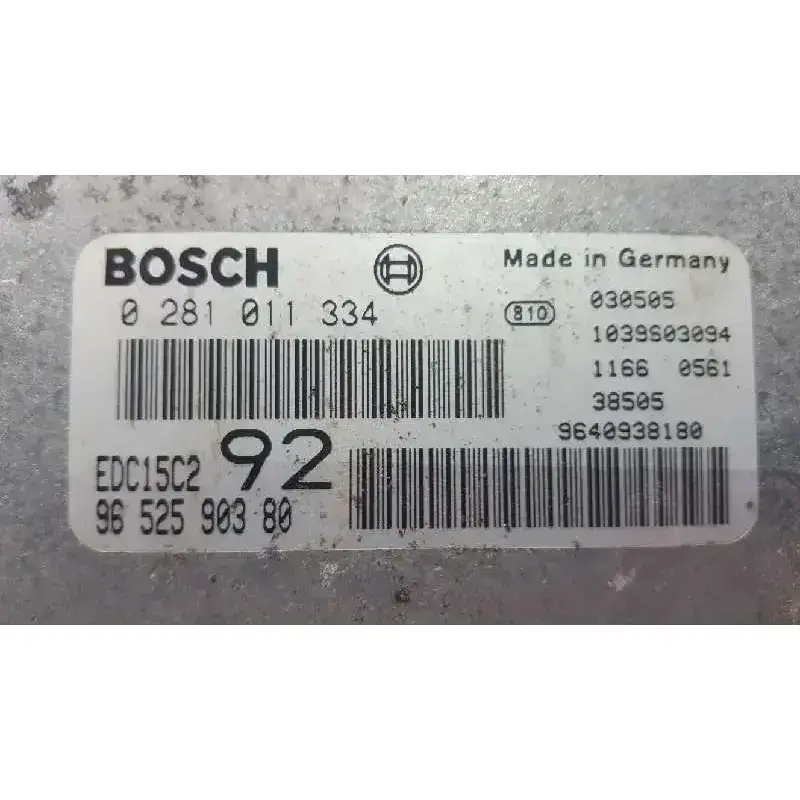 BOSCH
Made in Germany
0 281 011 334
810
030505
1039S03094
1166 0561
38505
9640938180
EDC15C2
92
96 525 903 80